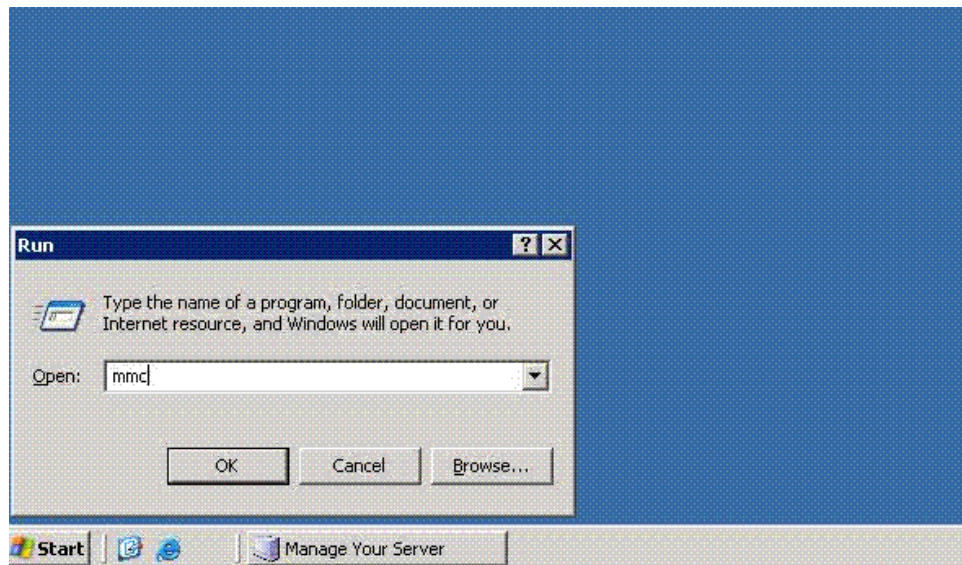 Run
Type the name of a program, folder, document, or
Internet resource, and Windows will open it for you.
Open: mmc
OK Cancel Browse...
Start Manage Your Server